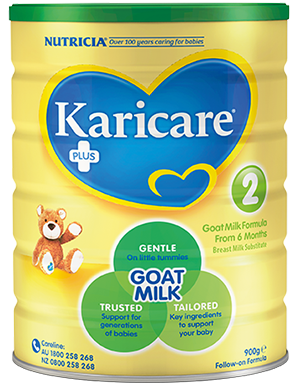 NUTRICIA® Over 100 years caring for babies
Karicare®
PLUS
2
Goat Milk Formula
From 6 Months
Breast Milk Substitute
GENTLE
On little tummies
GOAT
MILK
TRUSTED
Support for
generations
of babies
TAILORED
Key ingredients
to support
your baby
Careline:
AU 1800 258 268
NZ 0800 258 268
900g
Follow-on Formula